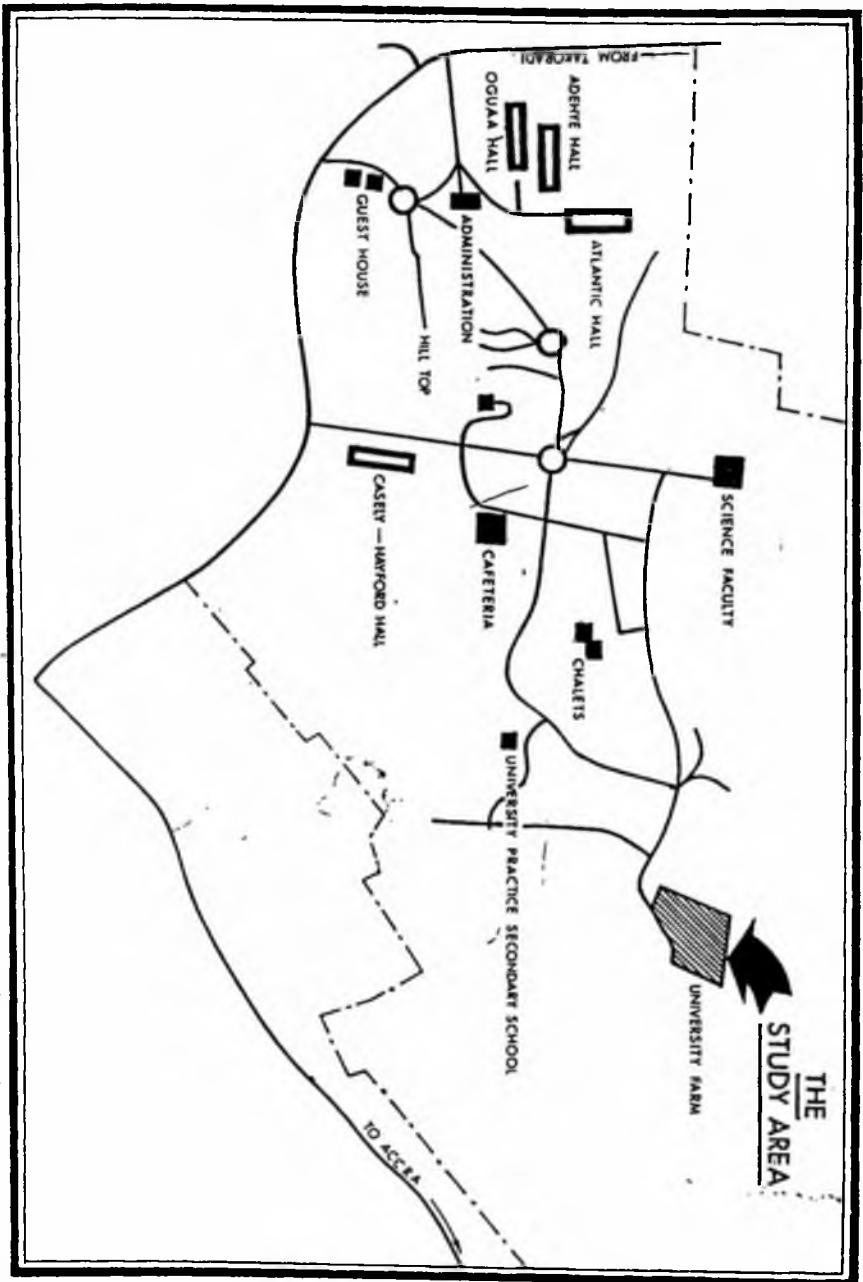 THE
STUDY AREA
UNIVERSITY FARM
SCIENCE FACULTY
CHALETS
UNIVERSITY PRACTICE SECONDARY SCHOOL
CAFETERIA
CASELY — HAYFORD HALL
ATLANTIC HALL
ADEHYE HALL
OGUAA HALL
ADMINISTRATION
HILL TOP
GUEST HOUSE
FROM TAKORADI
TO ACCRA